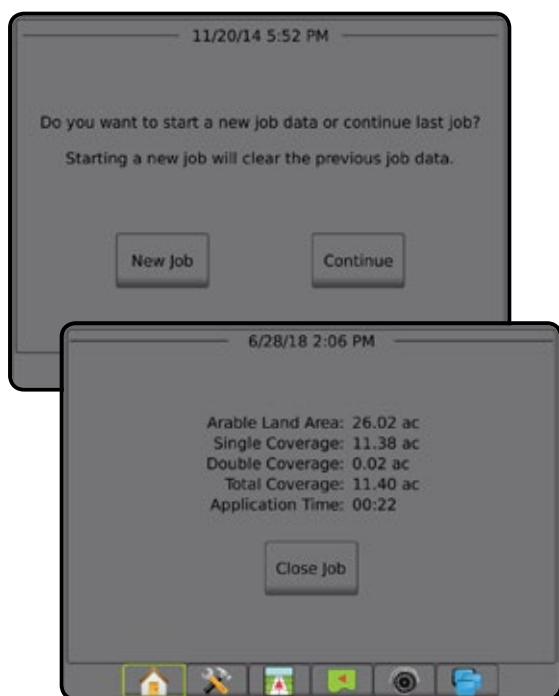 11/20/14 5:52 PM
Do you want to start a new job data or continue last job?
Starting a new job will clear the previous job data.
New Job
Continue
6/28/18 2:06 PM
Arable Land Area: 26.02 ac
Single Coverage: 11.38 ac
Double Coverage: 0.02 ac
Total Coverage: 11.40 ac
Application Time: 00:22
Close Job